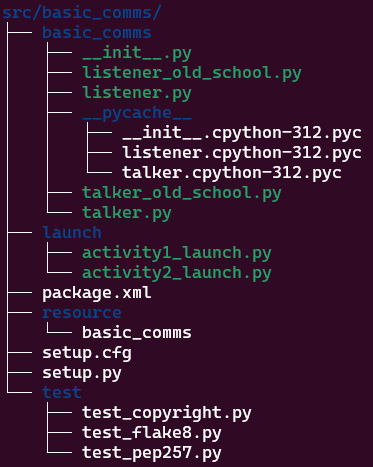 src/basic_comms/
├── basic_comms
│   ├── __init__.py
│   ├── listener_old_school.py
│   ├── listener.py
│   ├── __pycache__
│   │   ├── __init__.cpython-312.pyc
│   │   ├── listener.cpython-312.pyc
│   │   └── talker.cpython-312.pyc
│   ├── talker_old_school.py
│   └── talker.py
├── launch
│   ├── activity1_launch.py
│   └── activity2_launch.py
├── package.xml
├── resource
│   └── basic_comms
├── setup.cfg
├── setup.py
└── test
    ├── test_copyright.py
    ├── test_flake8.py
    └── test_pep257.py